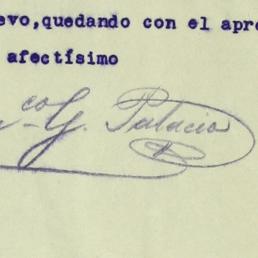 evo,quedando con el apre
afectísimo
co G. Palacio